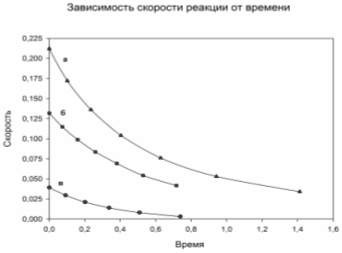 Зависимость скорости реакции от времени
0,225
0,200
0,175
0,150
0,125
0,100
0,075
0,050
0,025
0,000
Скорость
а
б
в
0,0 0,2 0,4 0,6 0,8 1,0 1,2 1,4 1,6
Время